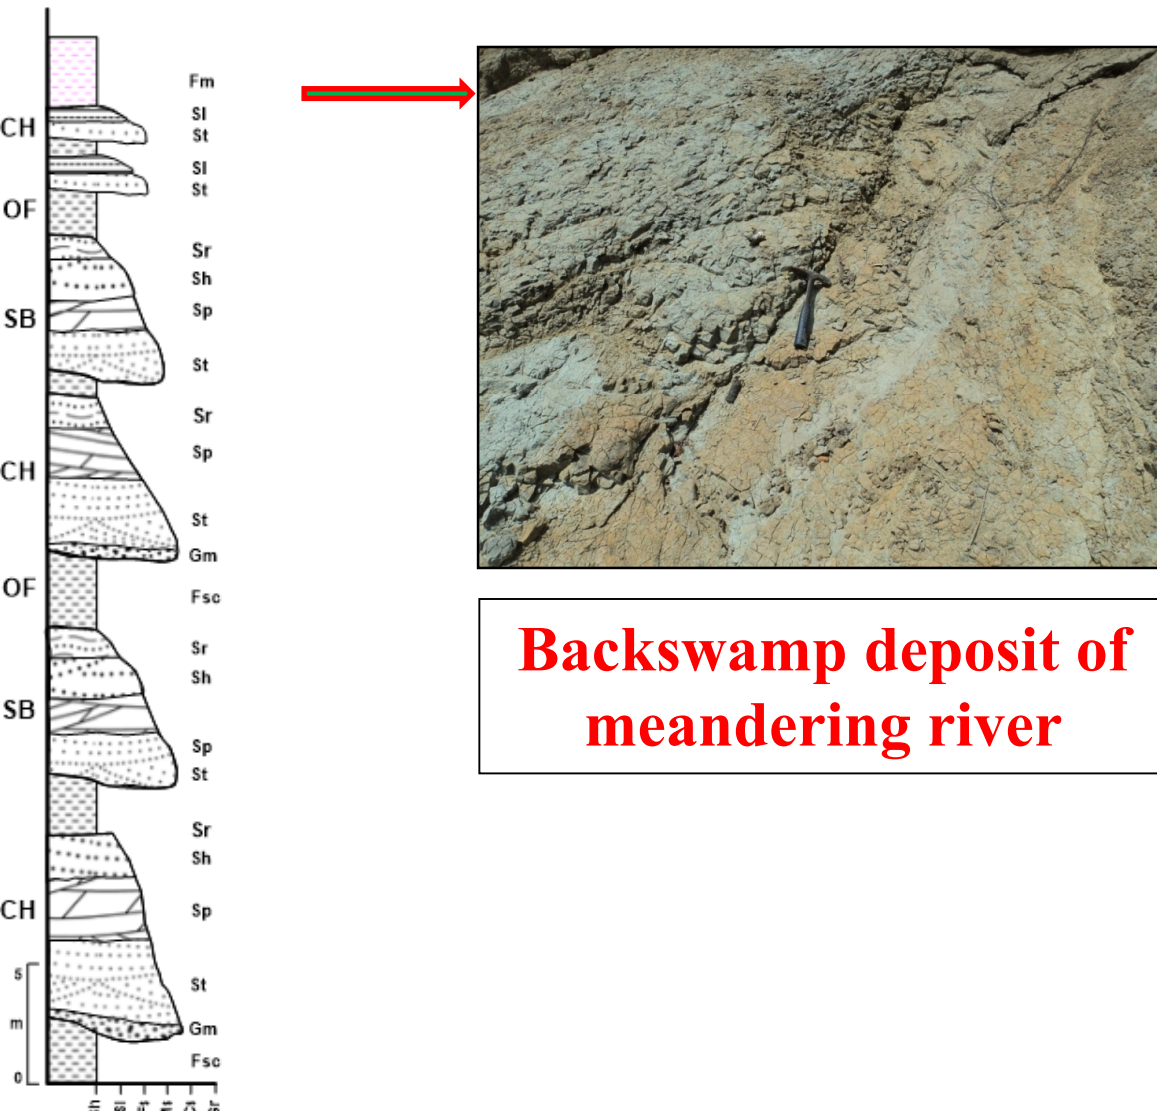 Fm
CH
Sl
St
Sl
St
OF
Sr
Sh
SB
Sp
St
Sr
Sp
CH
St
Gm
OF
Fsc
Sr
Sh
SB
Sp
St
Sr
Sh
CH
Sp
5
St
m
Gm
Fsc
0
Backswamp deposit of
meandering river